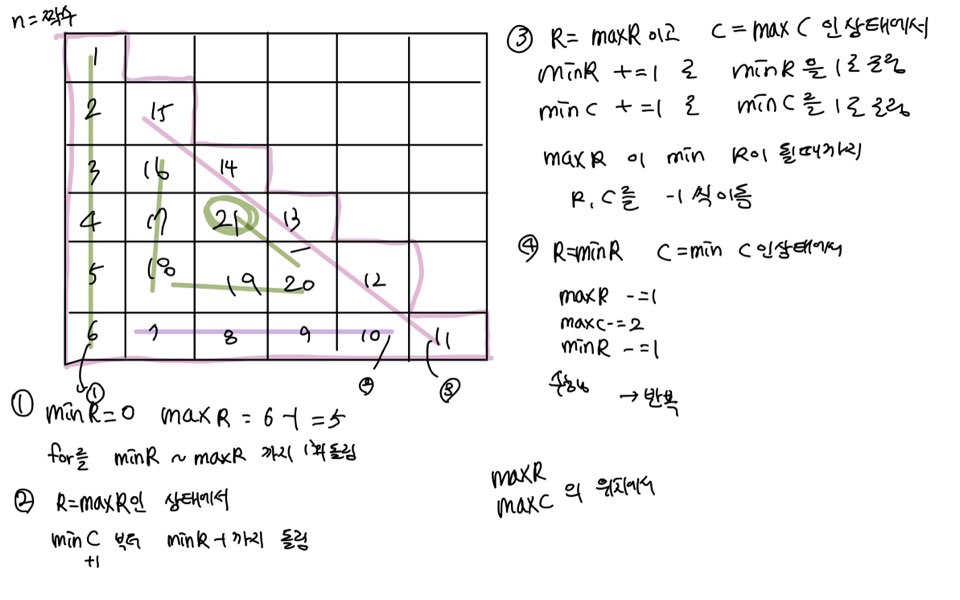 n=짝수
1
2 15
3 16 14
4 17 21 13
5 18 19 20 12
6 7 8 9 10 11
① ② ③
① minR=0 maxR = 6-1 =5
for를 minR ~ maxR 까지 돌림
② R=maxR인 상태에서
minC 부터 minR-1까지 돌림
+1
③ R= maxR이고 C=maxC 인상태에서
minR +=1 로 minR을 1로 올림
minC +=1 로 minC를 1로 올림
maxR 이 min R이 될때까지
R, C를 -1 씩이동
④ R=minR C=min C인상태에서
maxR -=1
maxC-=2
minR -=1
→ 반복
maxR
maxC 의 위치에서